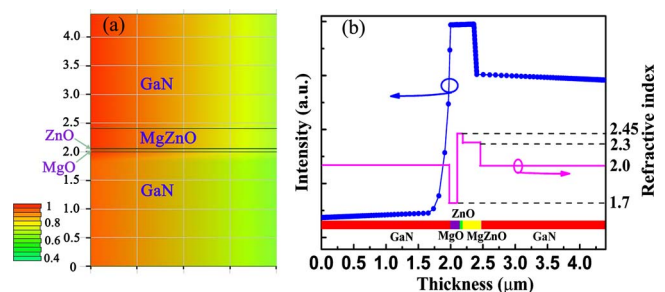 (a)
4.0
3.5
3.0
2.5
2.0
1.5
1.0
0.5
0
GaN
MgZnO
ZnO
MgO
GaN
1
0.8
0.6
0.4
(b)
Intensity (a.u.)
Refractive index
2.45
2.3
2.0
1.7
ZnO
GaN MgO MgZnO GaN
0.0 0.5 1.0 1.5 2.0 2.5 3.0 3.5 4.0
Thickness (μm)